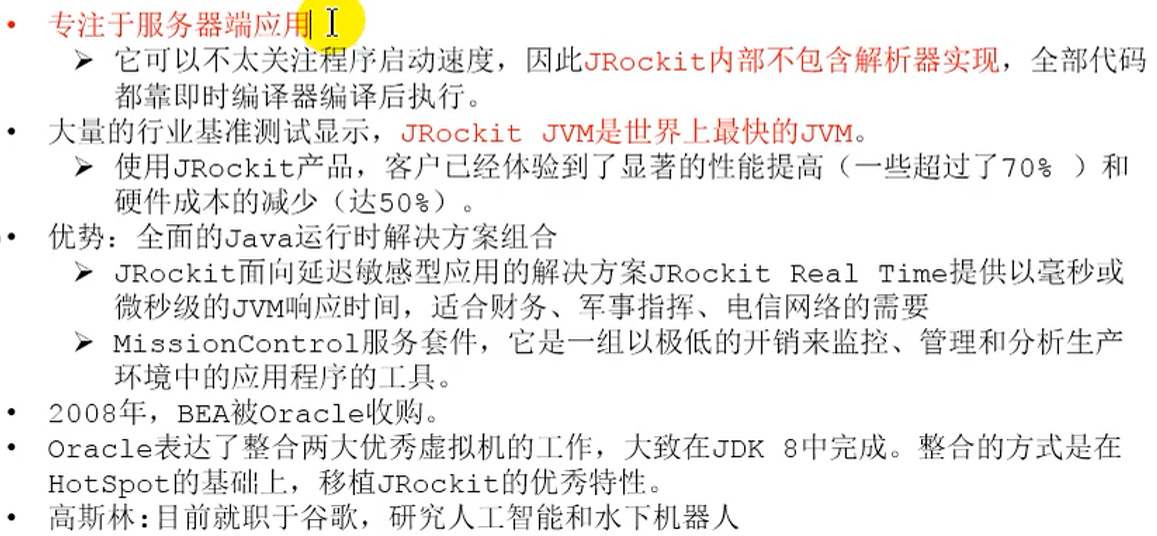 • 专注于服务器端应用
➢ 它可以不太关注程序启动速度，因此JRockit内部不包含解析器实现，全部代码
都靠即时编译器编译后执行。
• 大量的行业基准测试显示，JRockit JVM是世界上最快的JVM。
➢ 使用JRockit产品，客户已经体验到了显著的性能提高（一些超过了70% ）和
硬件成本的减少（达50%）。
• 优势：全面的Java运行时解决方案组合
➢ JRockit面向延迟敏感型应用的解决方案JRockit Real Time提供以毫秒或
微秒级的JVM响应时间，适合财务、军事指挥、电信网络的需要
➢ MissionControl服务套件，它是一组以极低的开销来监控、管理和分析生产
环境中的应用程序的工具。
• 2008年，BEA被Oracle收购。
• Oracle表达了整合两大优秀虚拟机的工作，大致在JDK 8中完成。整合的方式是在
HotSpot的基础上，移植JRockit的优秀特性。
• 高斯林:目前就职于谷歌，研究人工智能和水下机器人